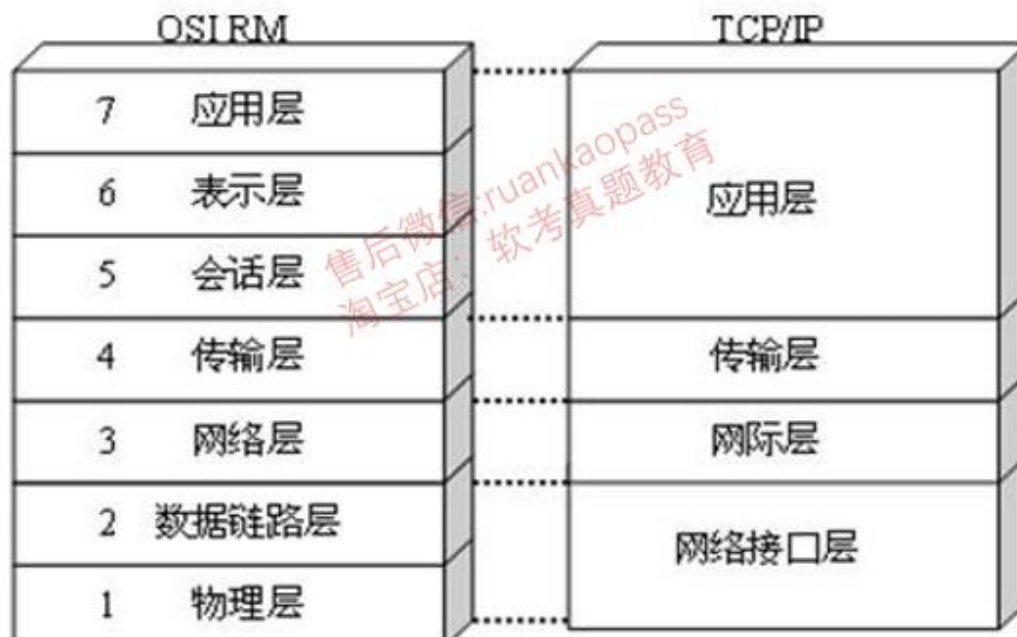 OSI RM
7 应用层
6 表示层
5 会话层
4 传输层
3 网络层
2 数据链路层
1 物理层
TCP/IP
应用层
传输层
网际层
网络接口层
售后微信:ruankaopass
淘宝店：软考真题教育